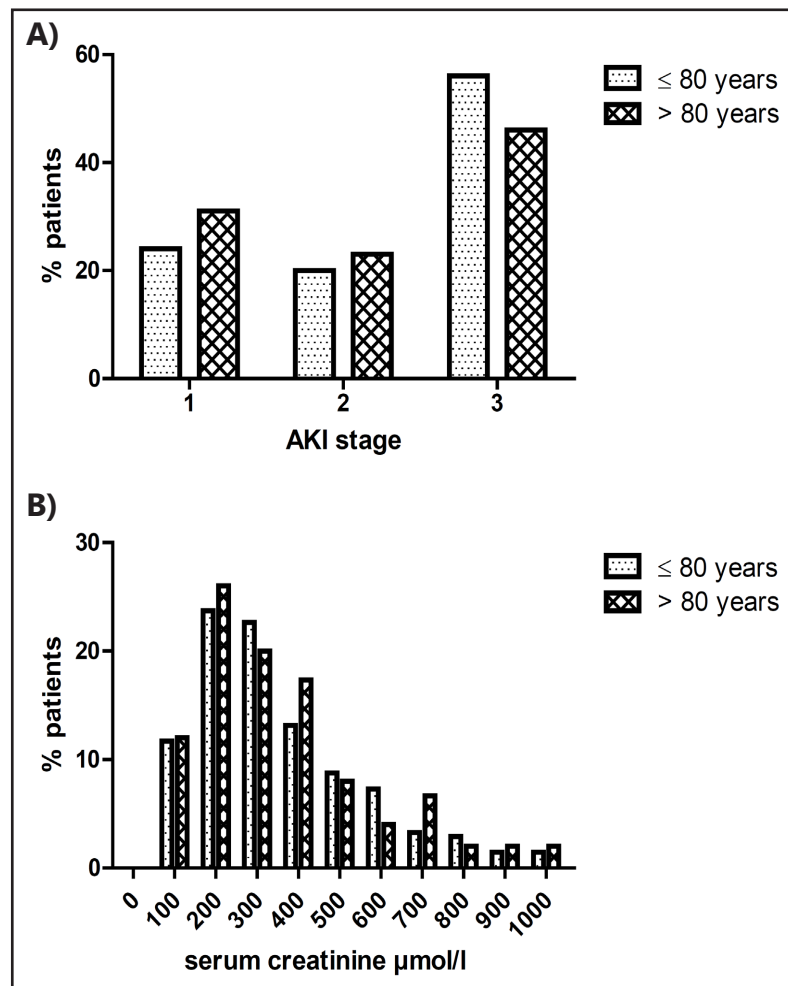 A)
60
40
20
0
% patients
1
2
3
AKI stage
≤ 80 years
> 80 years
B)
30
20
10
0
% patients
0
100
200
300
400
500
600
700
800
900
1000
serum creatinine µmol/l
≤ 80 years
> 80 years